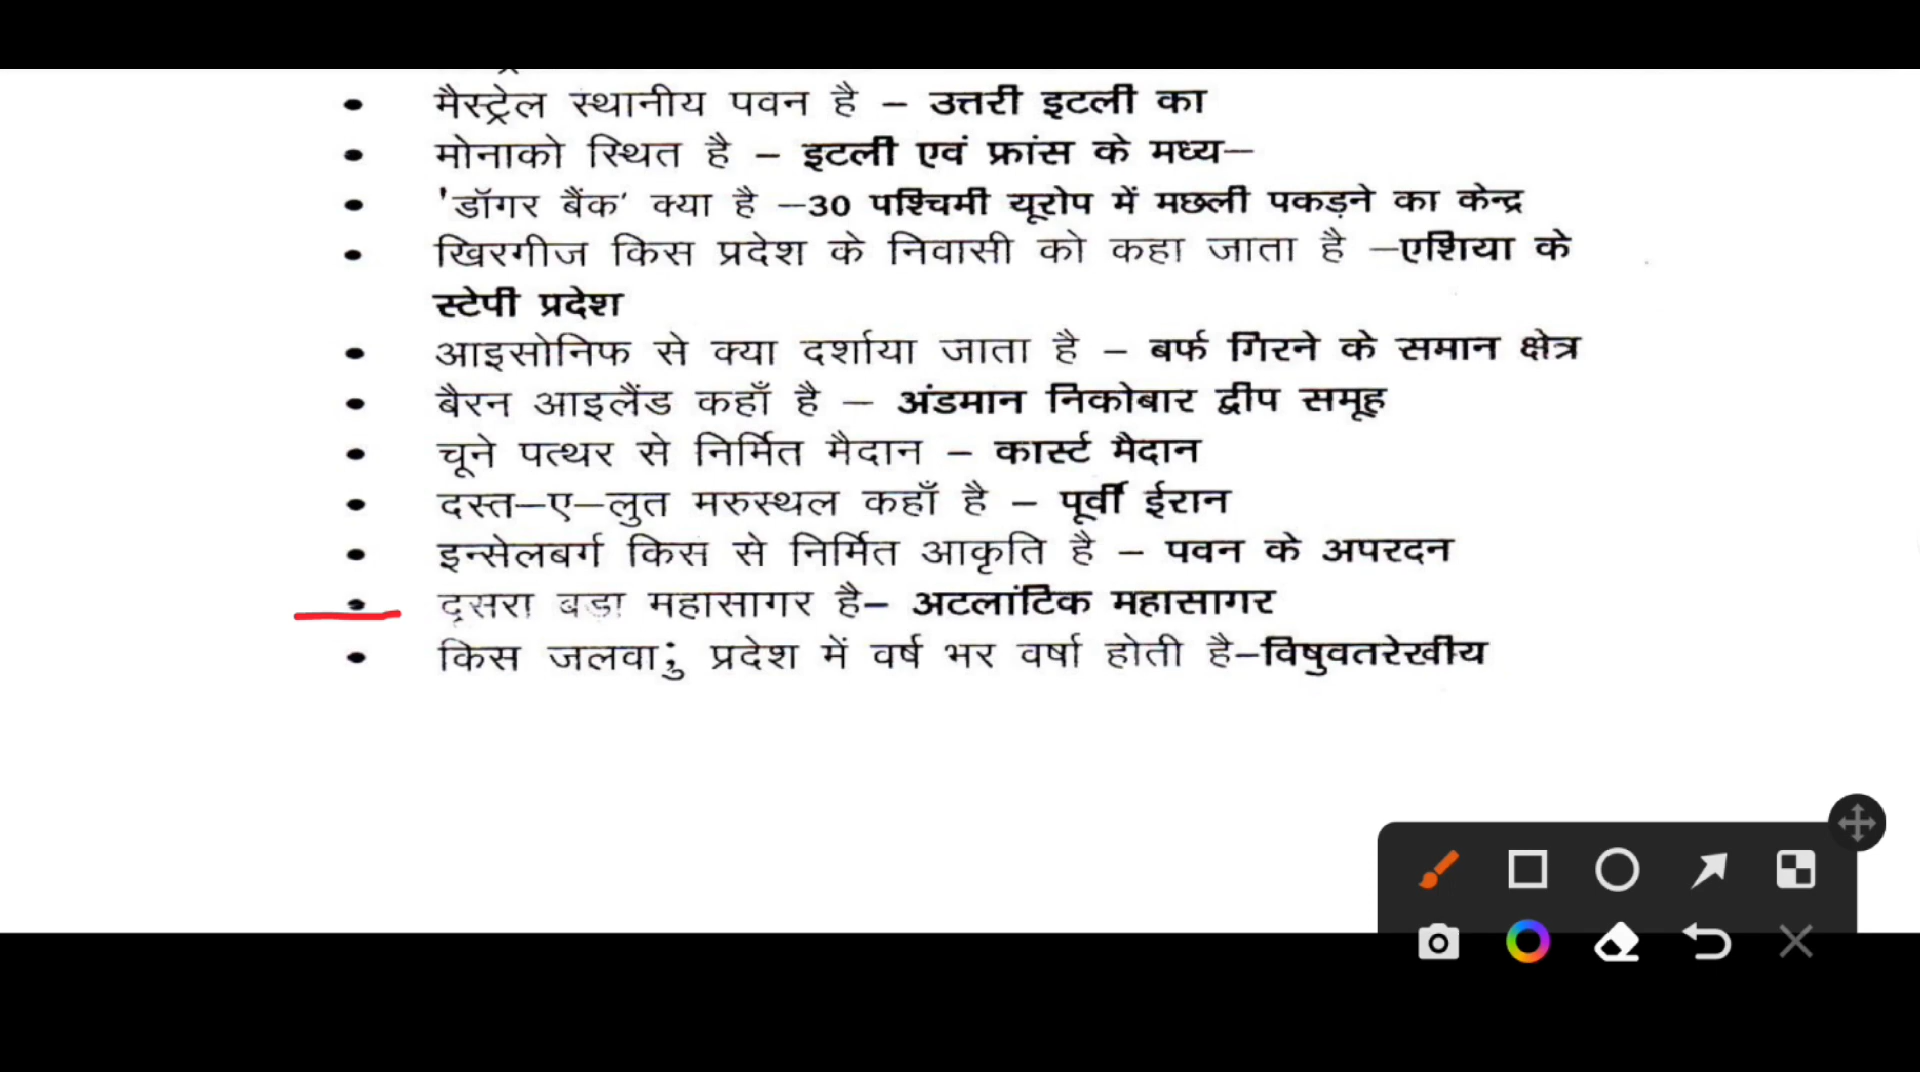 • मैस्ट्रेल स्थानीय पवन है – उत्तरी इटली का
• मोनाको स्थित है – इटली एवं फ्रांस के मध्य–
• 'डॉगर बैंक' क्या है –30 पश्चिमी यूरोप में मछली पकड़ने का केन्द्र
• खिरगीज किस प्रदेश के निवासी को कहा जाता है –एशिया के
स्टेपी प्रदेश
• आइसोनिफ से क्या दर्शाया जाता है – बर्फ गिरने के समान क्षेत्र
• बैरन आइलैंड कहाँ है – अंडमान निकोबार द्वीप समूह
• चूने पत्थर से निर्मित मैदान – कार्स्ट मैदान
• दस्त–ए–लुत मरुस्थल कहाँ है – पूर्वी ईरान
• इन्सेलबर्ग किस से निर्मित आकृति है – पवन के अपरदन
• दूसरा बड़ा महासागर है– अटलांटिक महासागर
• किस जलवा;ु प्रदेश में वर्ष भर वर्षा होती है–विषुवतरेखीय